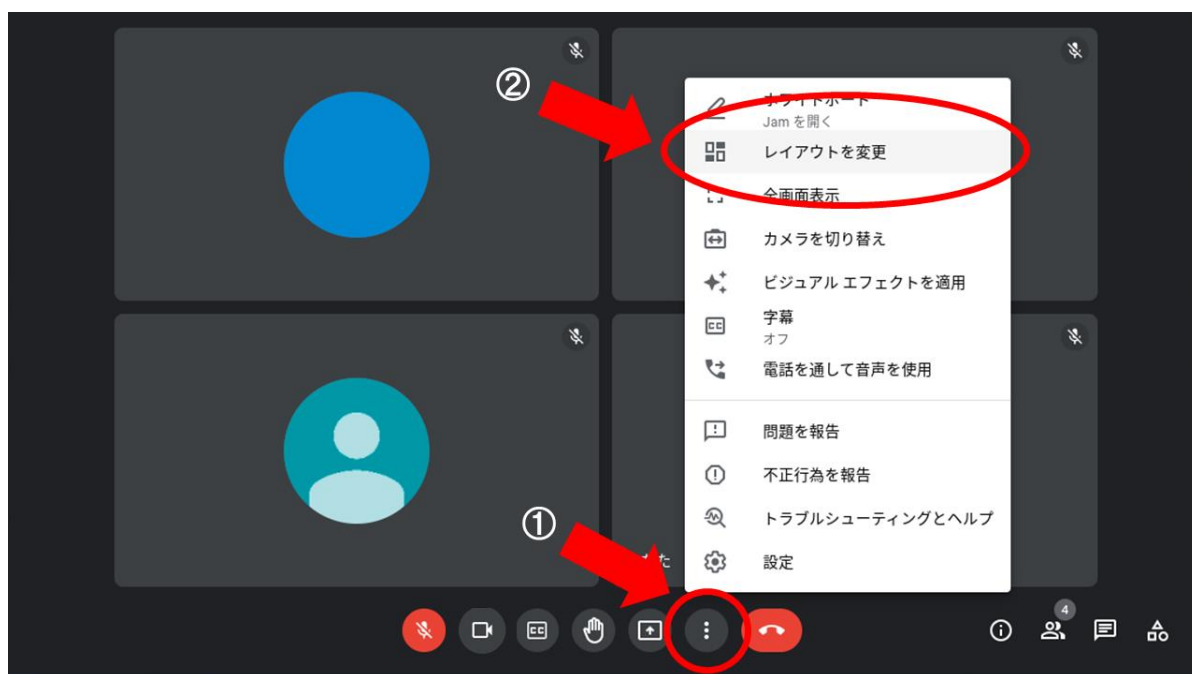 ②
ホワイトボード
Jam を開く
レイアウトを変更
全画面表示
カメラを切り替え
ビジュアル エフェクトを適用
CC
字幕
オフ
電話を通して音声を使用
問題を報告
不正行為を報告
トラブルシューティングとヘルプ
設定
①
CC
4